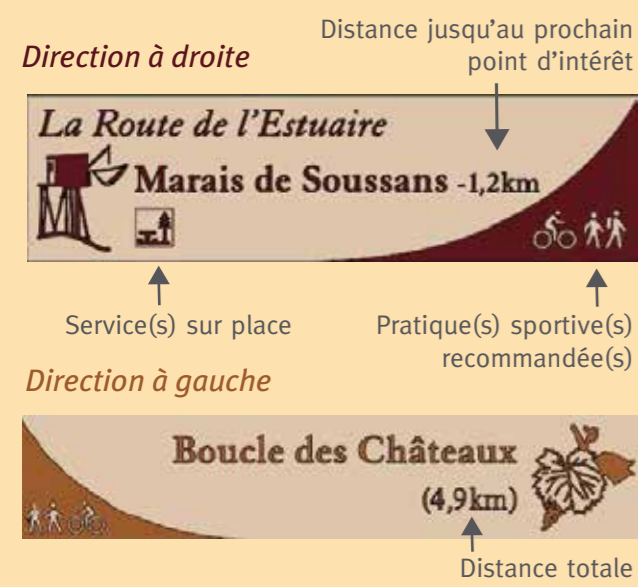 Distance jusqu'au prochain
point d'intérêt
Direction à droite
La Route de l'Estuaire
Marais de Soussans -1,2km
Service(s) sur place
Pratique(s) sportive(s)
recommandée(s)
Direction à gauche
Boucle des Châteaux
(4,9km)
Distance totale